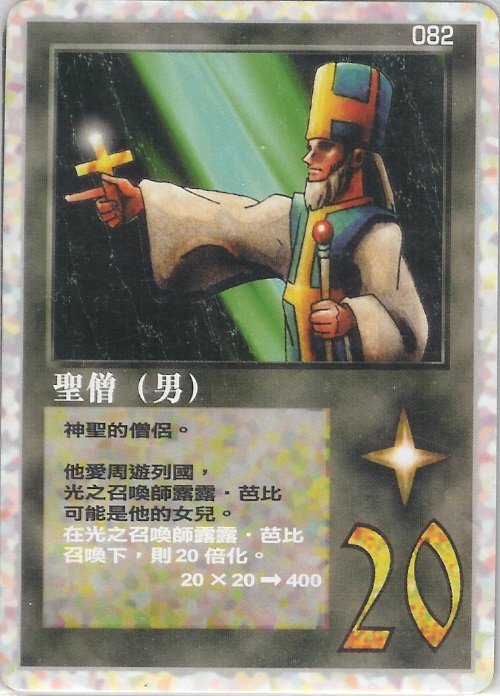 082
聖僧（男）
神聖的僧侶。
他愛周遊列國，
光之召喚師露露．芭比
可能是他的女兒。
在光之召喚師露露．芭比
召喚下，則20倍化。
20×20➡400
20